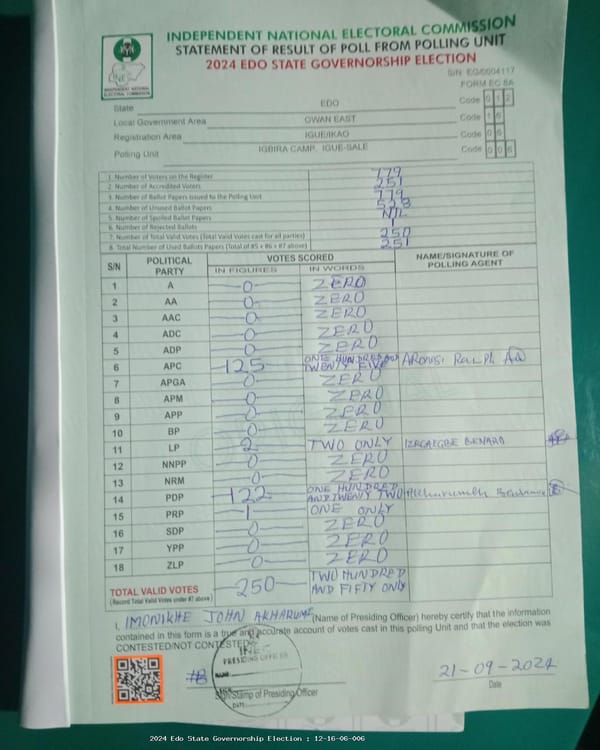 INDEPENDENT NATIONAL ELECTORAL COMMISSION
STATEMENT OF RESULT OF POLL FROM POLLING UNIT
2024 EDO STATE GOVERNORSHIP ELECTION
S/N: EG/0004117
FORM EC 8A
State EDO Code 0 1 2
Local Government Area OWAN EAST Code 1 6
Registration Area IGUE/IKAO Code 0 6
Polling Unit IGBIRA CAMP, IGUE-SALE Code 0 0 6
1. Number of Voters on the Register 779
2. Number of Accredited Voters 251
3. Number of Ballot Papers Issued to the Polling Unit 779
4. Number of Unused Ballot Papers 528
5. Number of Spoiled Ballot Papers NIL
6. Number of Rejected Ballots 1
7. Number of Total Valid Votes (Total Valid Votes cast for all parties) 250
8. Total Number of Used Ballots Papers (Total of #5 + #6 + #7 above) 251
S/N POLITICAL PARTY VOTES SCORED NAME/SIGNATURE OF POLLING AGENT
IN FIGURES IN WORDS
1 A 0 ZERO
2 AA 0 ZERO
3 AAC 0 ZERO
4 ADC 0 ZERO
5 ADP 0 ZERO
6 APC 125 ONE HUNDRED AND TWENTY FIVE Ralph
7 APGA 0 ZERO
8 APM 0 ZERO
9 APP 0 ZERO
10 BP 0 ZERO
11 LP 2 TWO ONLY
12 NNPP 0 ZERO
13 NRM 0 ZERO
14 PDP 122 ONE HUNDRED AND TWENTY TWO
15 PRP 1 ONE ONLY
16 SDP 0 ZERO
17 YPP 0 ZERO
18 ZLP 0 ZERO
TOTAL VALID VOTES 250 TWO HUNDRED AND FIFTY ONLY
(Record Total Valid Votes under #7 above)
I, IMONIKHE JOHN AKHARUME (Name of Presiding Officer) hereby certify that the information
contained in this form is a true and accurate account of votes cast in this polling Unit and that the election was
CONTESTED/NOT CONTESTED
INEC
PRESIDING OFFICER
NAME
DATE
Sign Stamp of Presiding Officer
21-09-2024
Date
2024 Edo State Governorship Election : 12-16-06-006